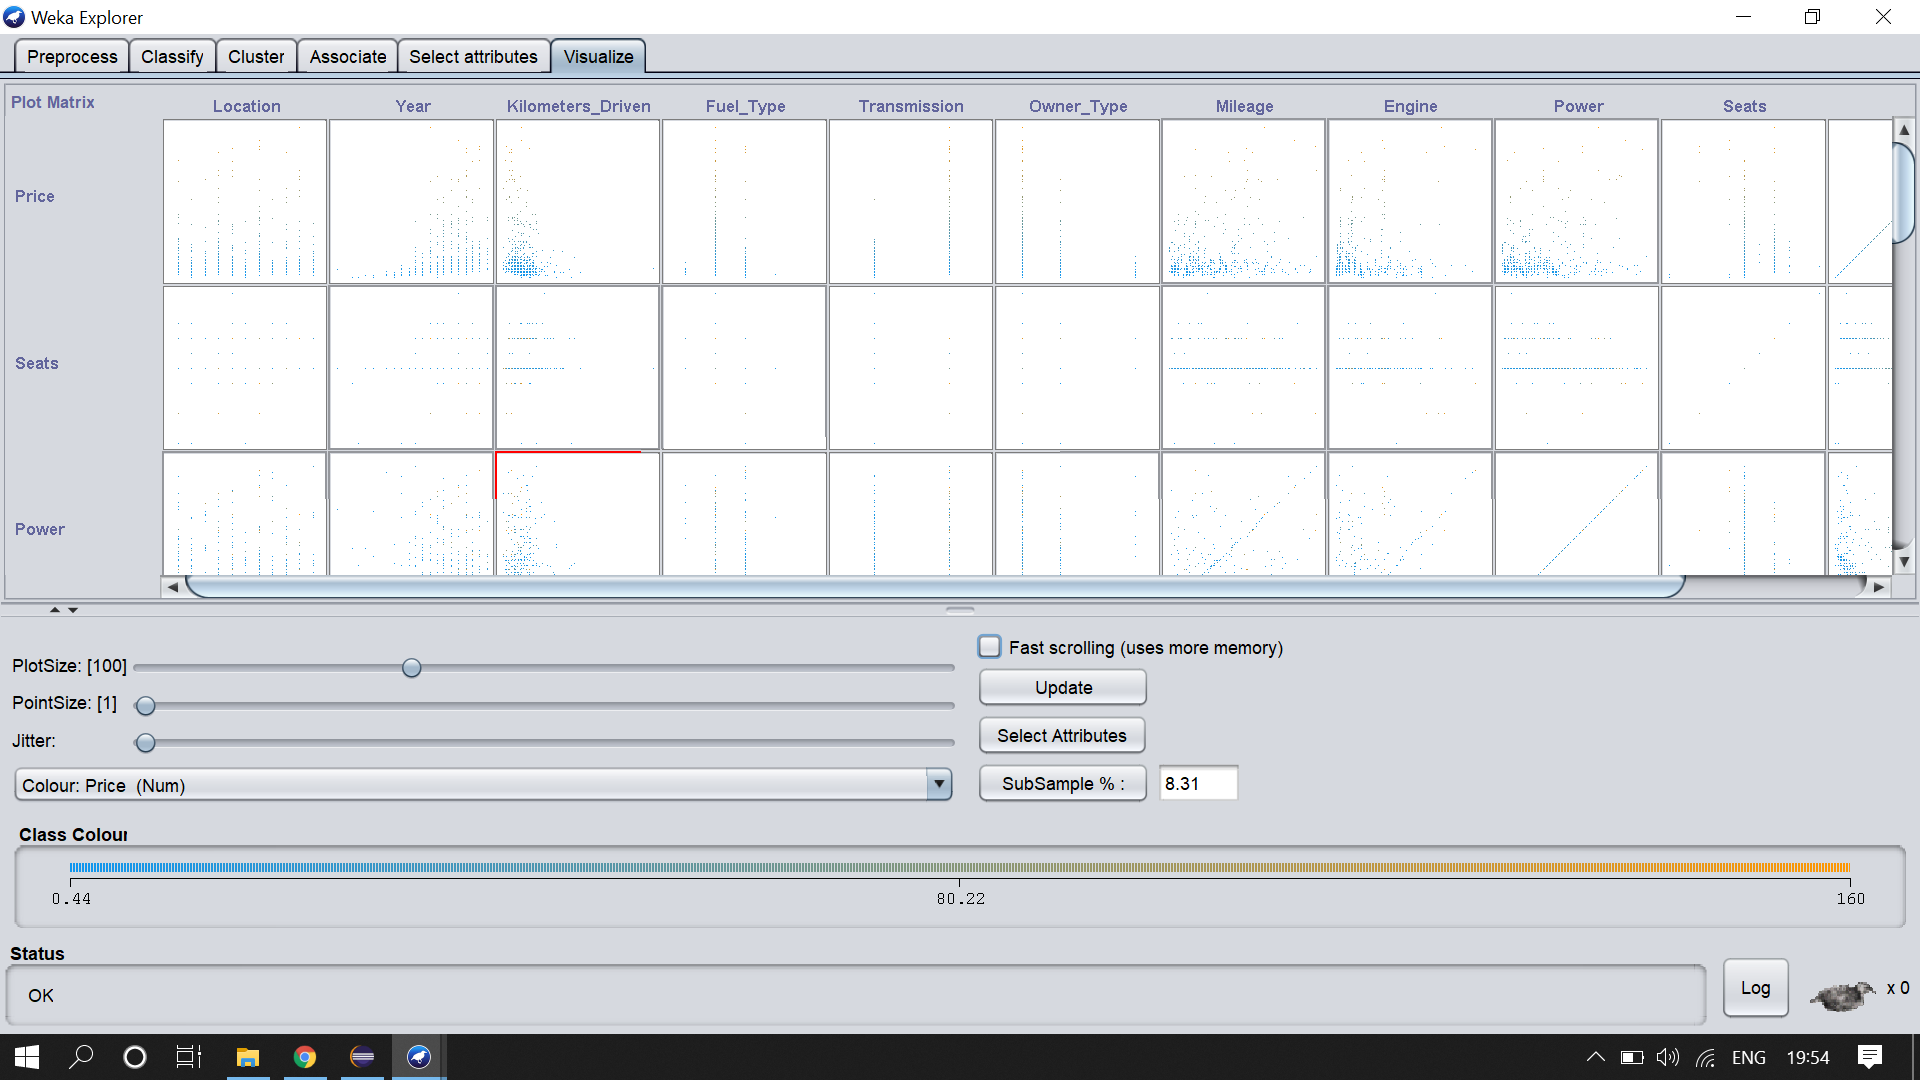 Weka Explorer
Preprocess Classify Cluster Associate Select attributes Visualize
Plot Matrix Location Year Kilometers_Driven Fuel_Type Transmission Owner_Type Mileage Engine Power Seats
Price
Seats
Power
Fast scrolling (uses more memory)
PlotSize: [100]
Update
PointSize: [1]
Jitter:
Select Attributes
Colour: Price (Num)
SubSample % : 8.31
Class Colour
0.44 80.22 160
Status
OK
Log x 0
ENG 19:54